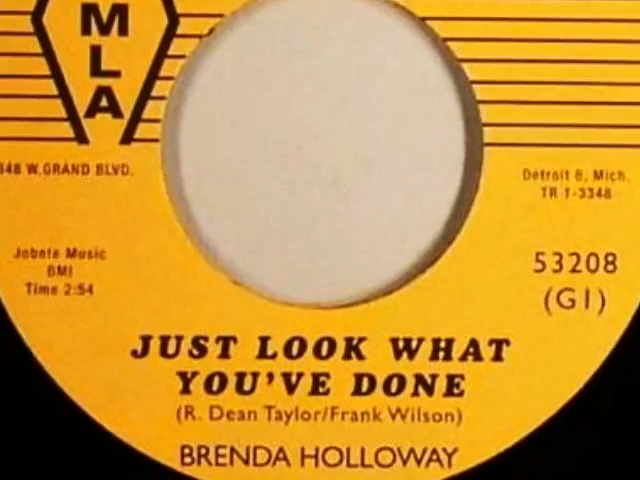 M
L
A
648 W. GRAND BLVD.
Detroit 8, Mich.
TR 1-3348
Jobete Music
BMI
Time 2:54
53208
(G1)
JUST LOOK WHAT
YOU'VE DONE
(R. Dean Taylor/Frank Wilson)
BRENDA HOLLOWAY